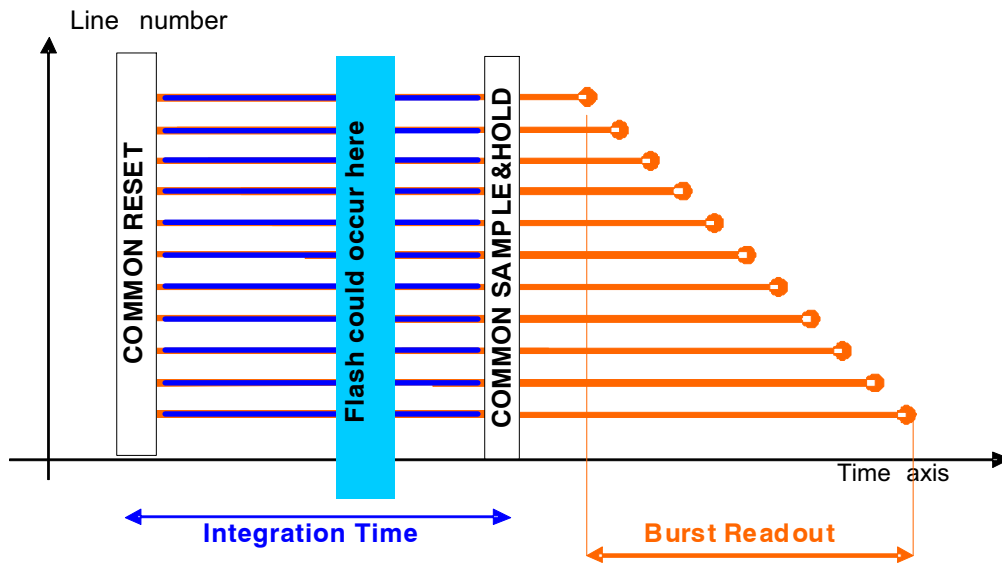 Line number
COMMON RESET
Flash could occur here
COMMON SAMPLE&HOLD
Time axis
Integration Time
Burst Readout